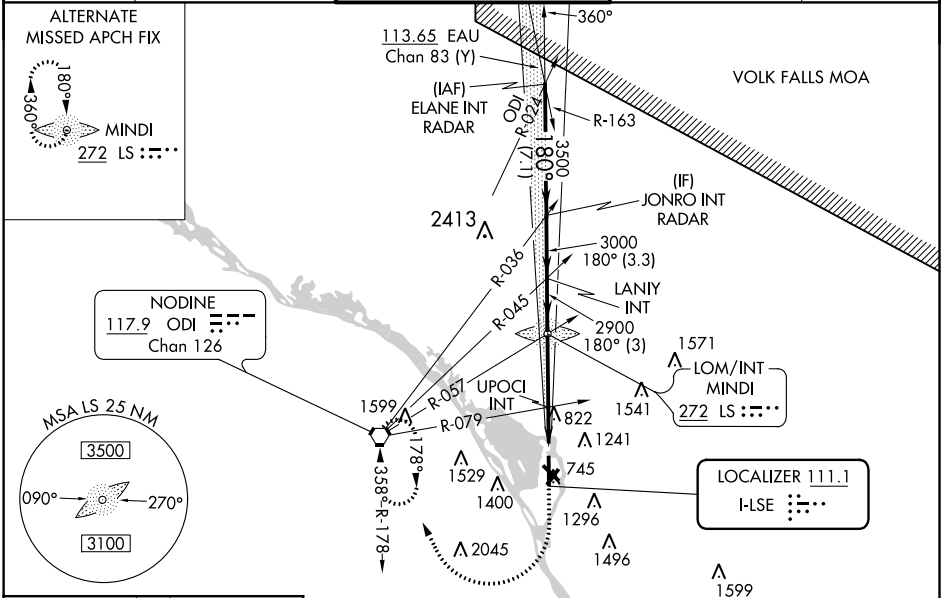 ALTERNATE
MISSED APCH FIX
180°
360°
MINDI
272 LS
113.65 EAU
Chan 83 (Y)
360°
VOLK FALLS MOA
(IAF)
ELANE INT
RADAR
ODI
R-024
R-163
3500
180°
(7.1)
(IF)
JONRO INT
RADAR
2413
R-036
3000
180° (3.3)
R-045
LANIY
INT
NODINE
117.9 ODI
Chan 126
2900
180° (3)
1571
LOM/INT
MINDI
272 LS
1541
R-057
UPOCI
INT
1599
R-079
822
1241
MSA LS 25 NM
3500
090°
270°
3100
178°
358°
R-178
1529
1400
745
LOCALIZER 111.1
I-LSE
1296
1496
2045
1599